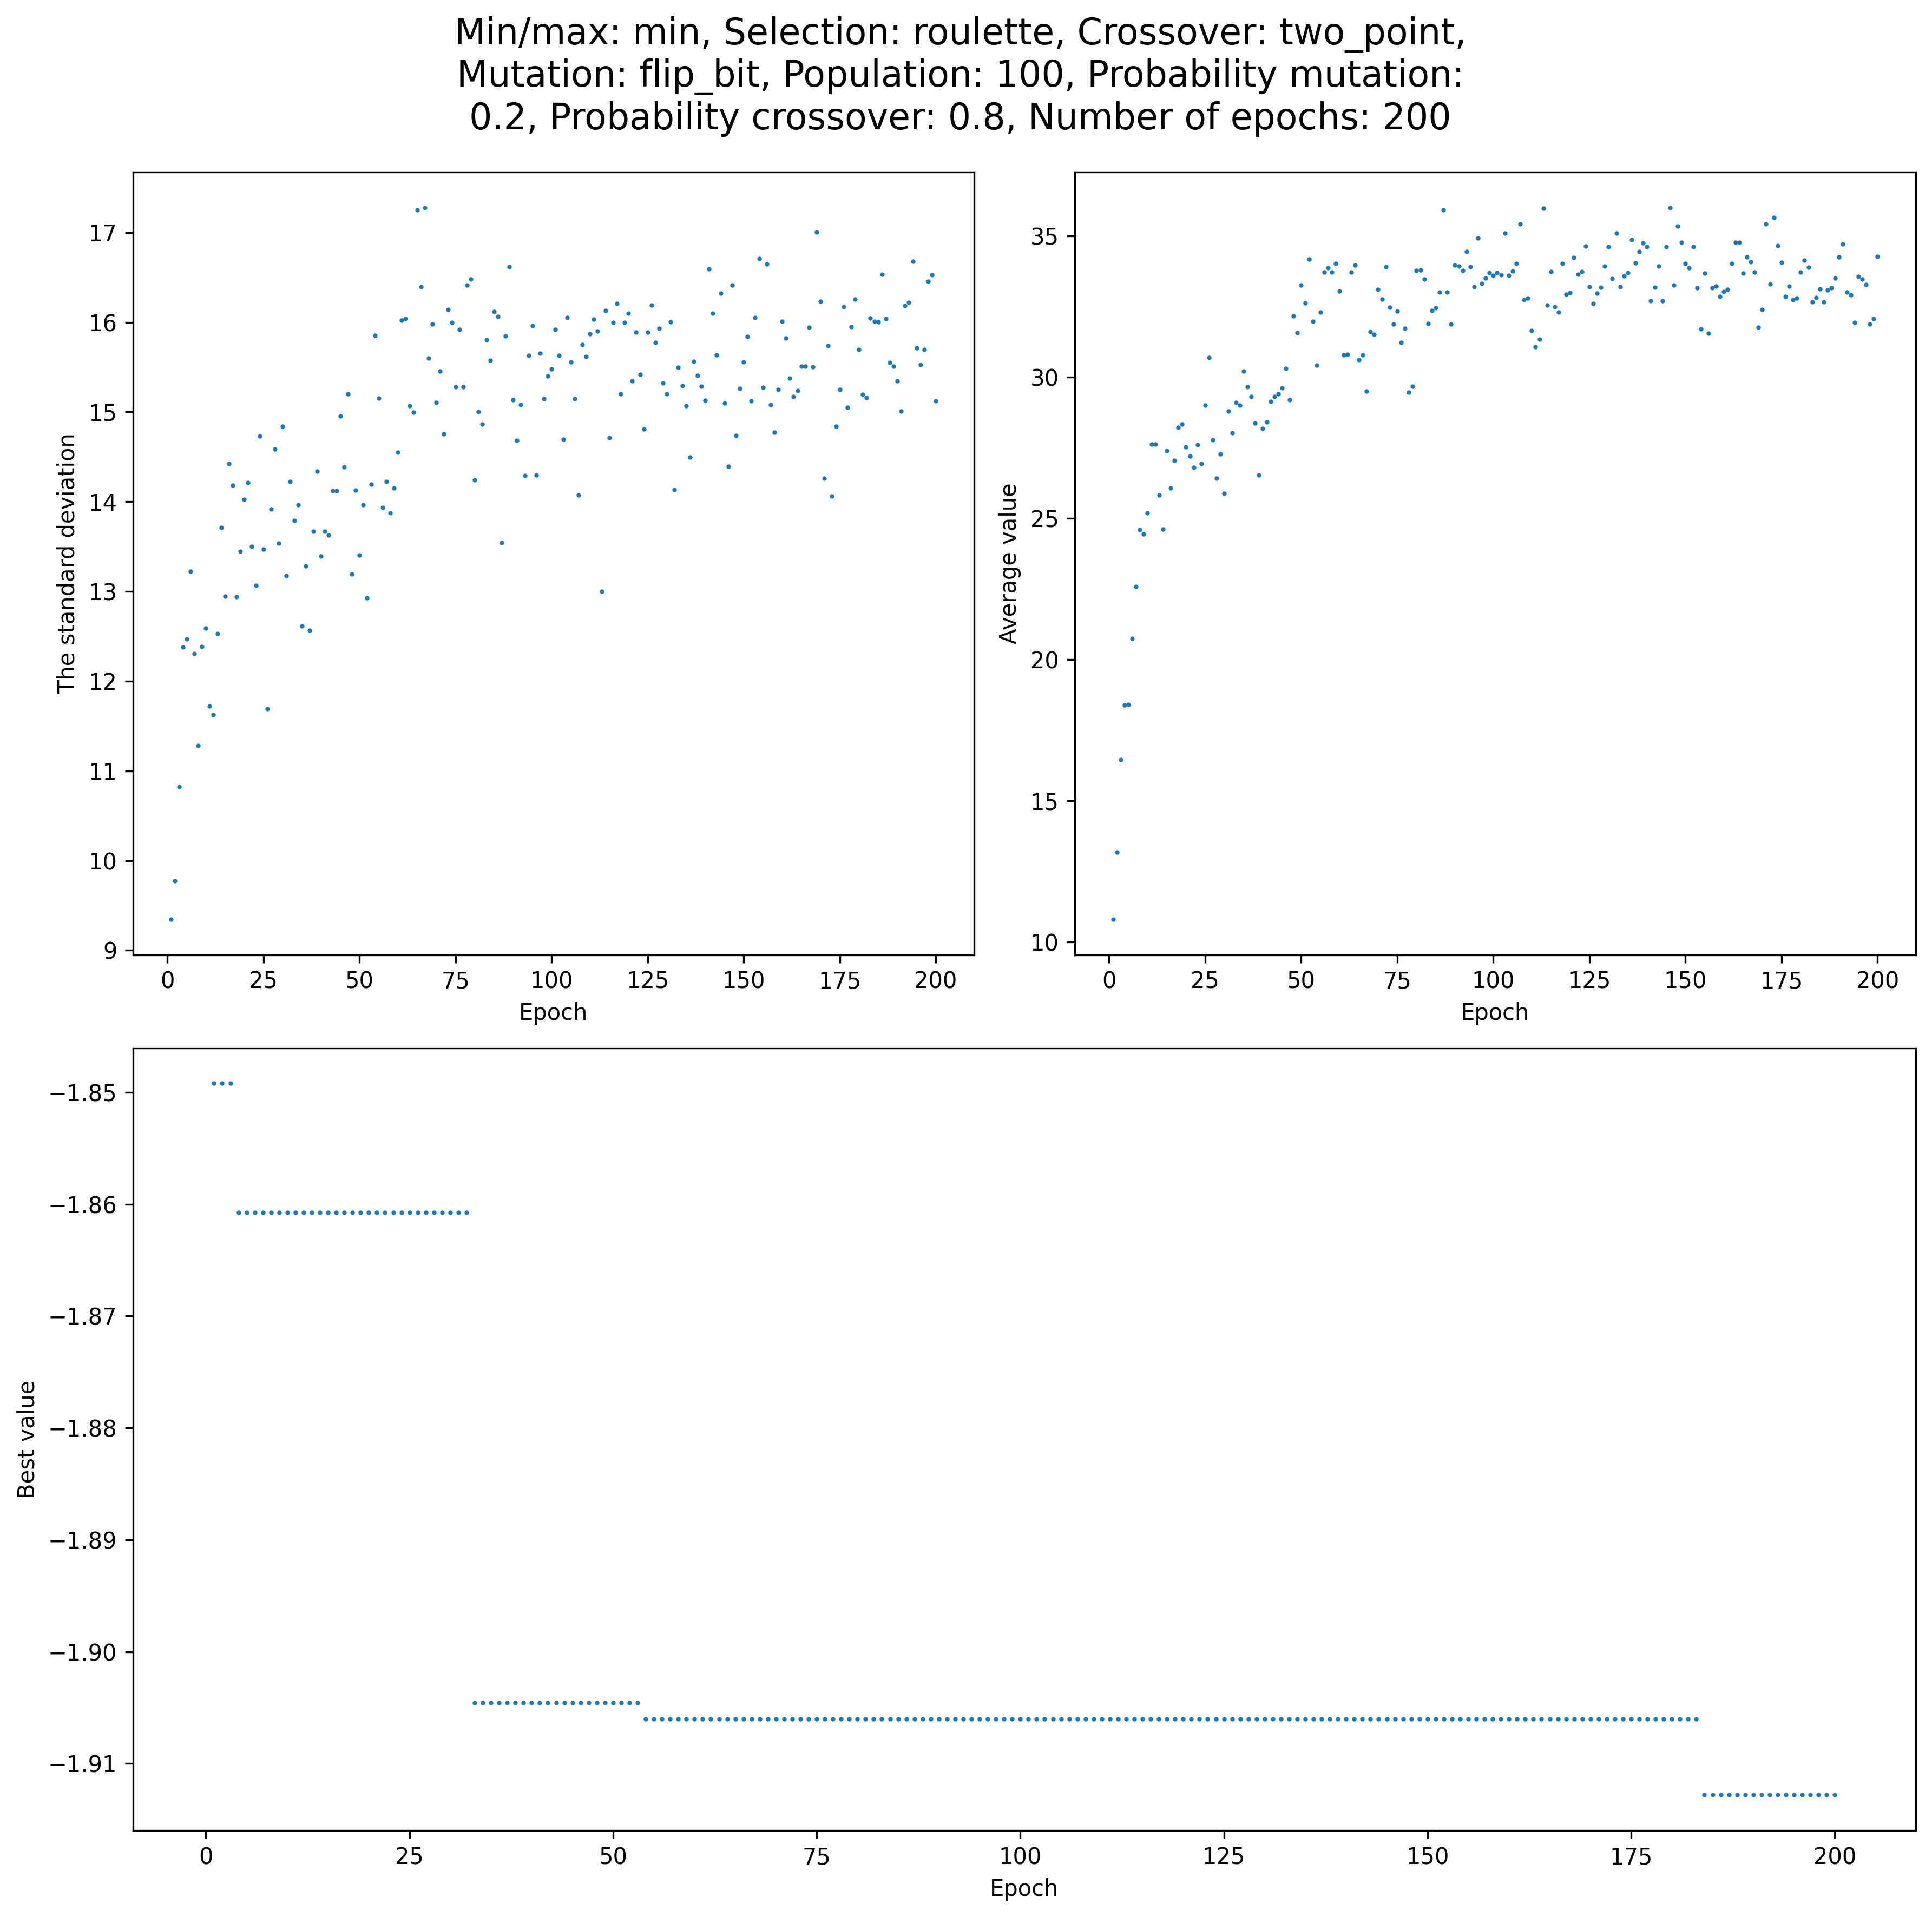 Min/max: min, Selection: roulette, Crossover: two_point,
Mutation: flip_bit, Population: 100, Probability mutation:
0.2, Probability crossover: 0.8, Number of epochs: 200
17
16
15
14
13
12
11
10
9
The standard deviation
0 25 50 75 100 125 150 175 200
Epoch
35
30
25
20
15
10
Average value
0 25 50 75 100 125 150 175 200
Epoch
−1.85
−1.86
−1.87
−1.88
−1.89
−1.90
−1.91
Best value
0 25 50 75 100 125 150 175 200
Epoch